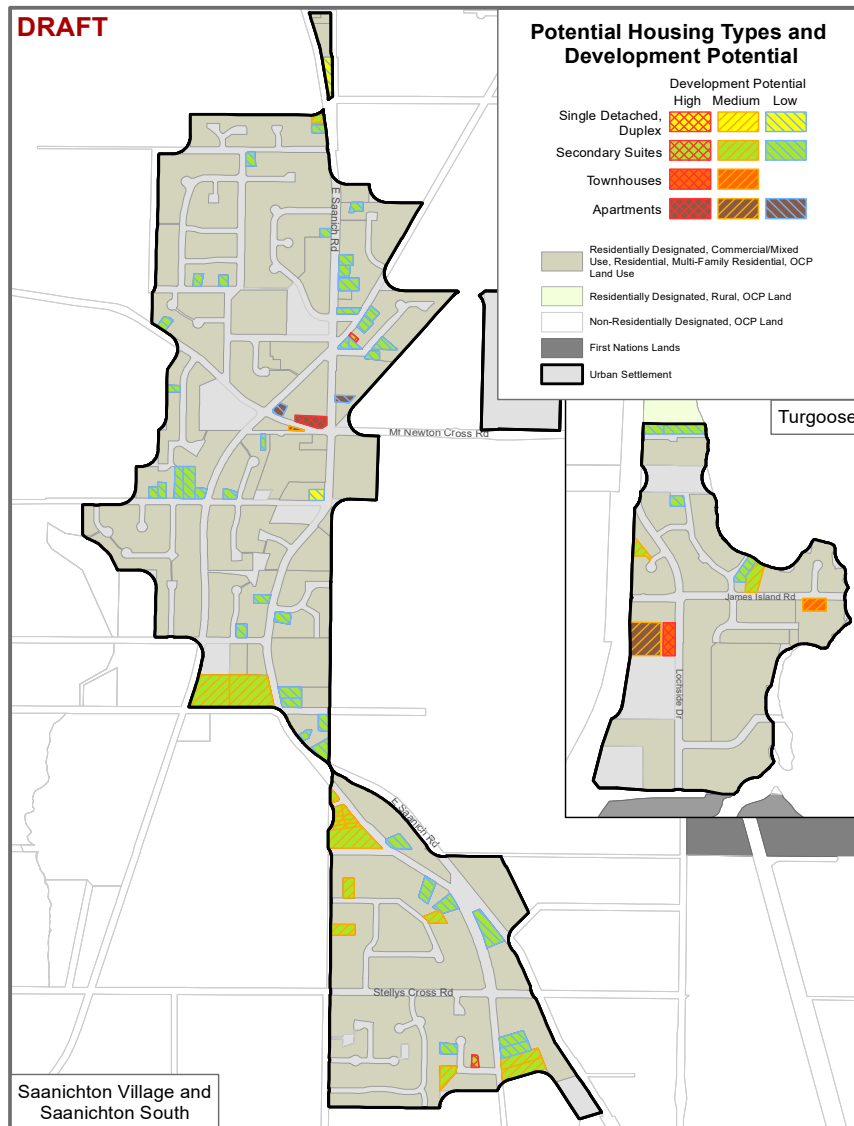 DRAFT
Potential Housing Types and
Development Potential
Development Potential
High Medium Low
Single Detached,
Duplex
Secondary Suites
Townhouses
Apartments
Residentially Designated, Commercial/Mixed
Use, Residential, Multi-Family Residential, OCP
Land Use
Residentially Designated, Rural, OCP Land
Non-Residentially Designated, OCP Land
First Nations Lands
Urban Settlement
E Saanich Rd
Turgoose
Mt Newton Cross Rd
James Island Rd
Lochside Dr
E Saanich Rd
Stellys Cross Rd
Saanichton Village and
Saanichton South